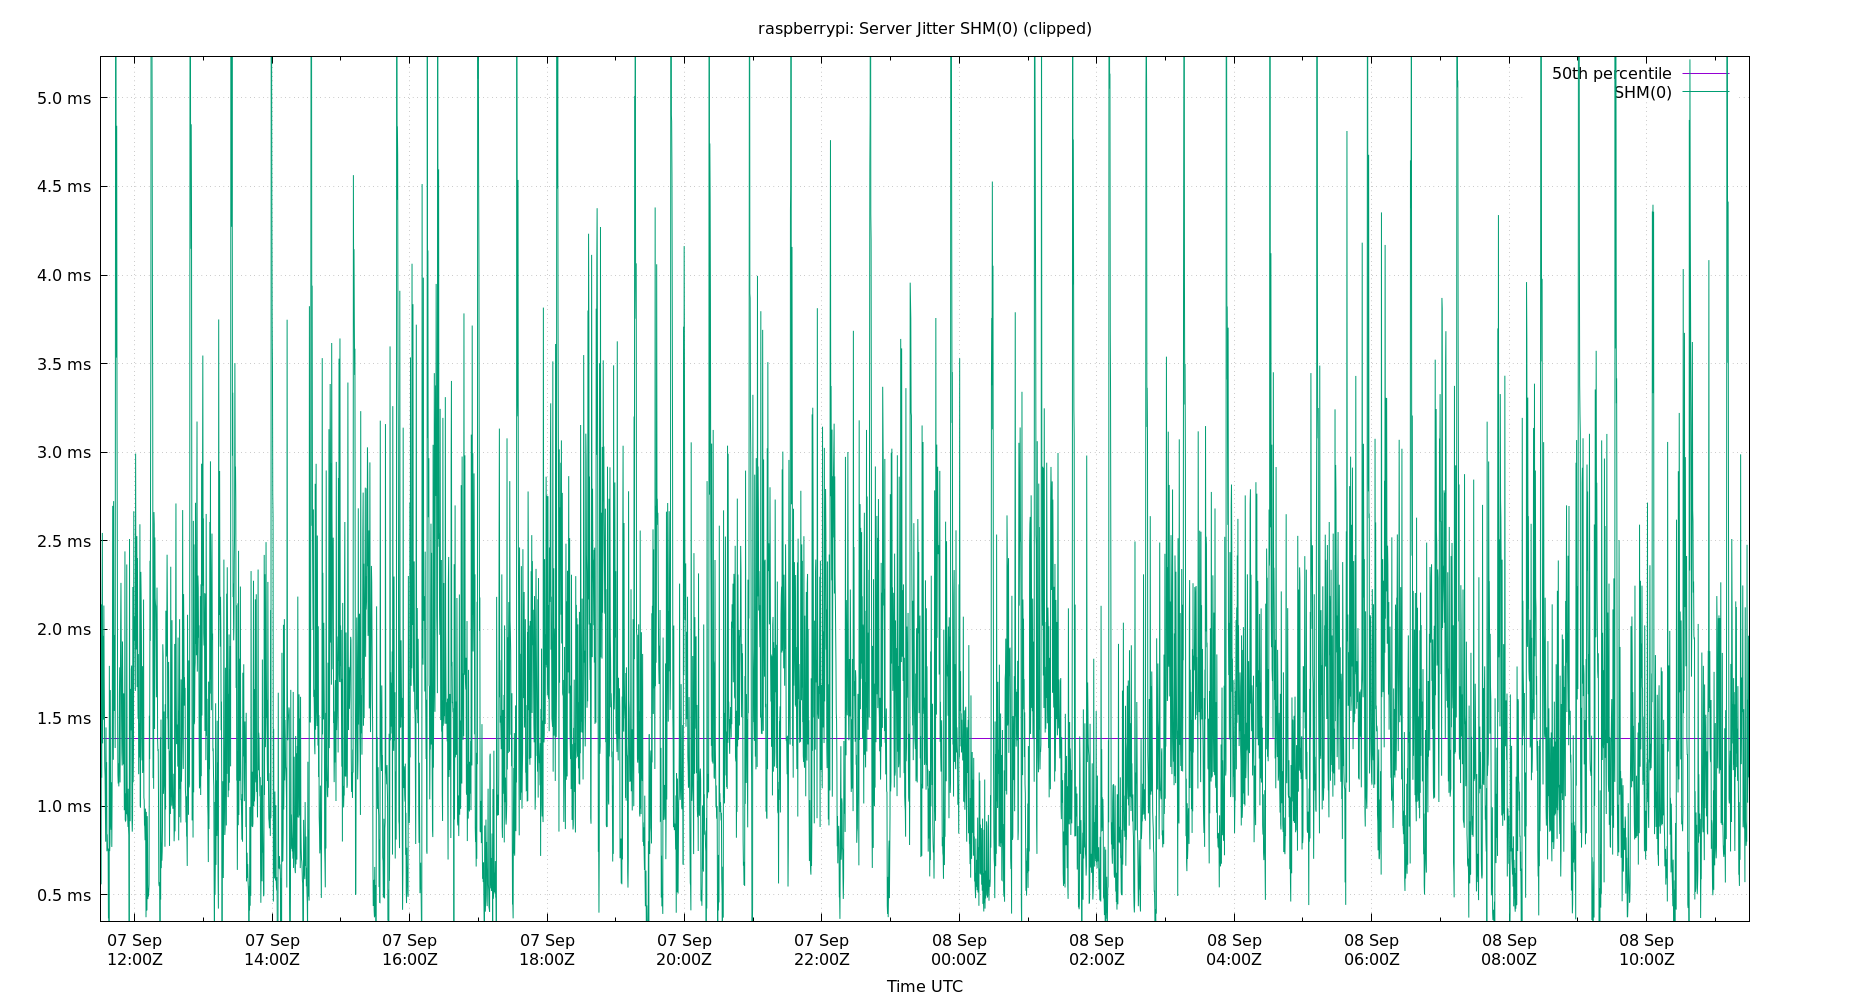 raspberrypi: Server Jitter SHM(0) (clipped)
50th percentile
SHM(0)
5.0 ms
4.5 ms
4.0 ms
3.5 ms
3.0 ms
2.5 ms
2.0 ms
1.5 ms
1.0 ms
0.5 ms
07 Sep 07 Sep 07 Sep 07 Sep 07 Sep 07 Sep 08 Sep 08 Sep 08 Sep 08 Sep 08 Sep 08 Sep
12:00Z 14:00Z 16:00Z 18:00Z 20:00Z 22:00Z 00:00Z 02:00Z 04:00Z 06:00Z 08:00Z 10:00Z
Time UTC